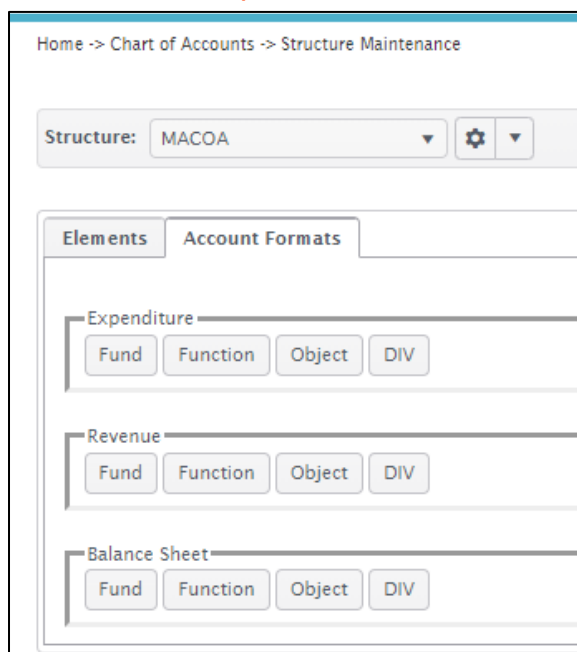 Home -> Chart of Accounts -> Structure Maintenance
Structure: MACOA
Elements Account Formats
Expenditure
Fund Function Object DIV
Revenue
Fund Function Object DIV
Balance Sheet
Fund Function Object DIV